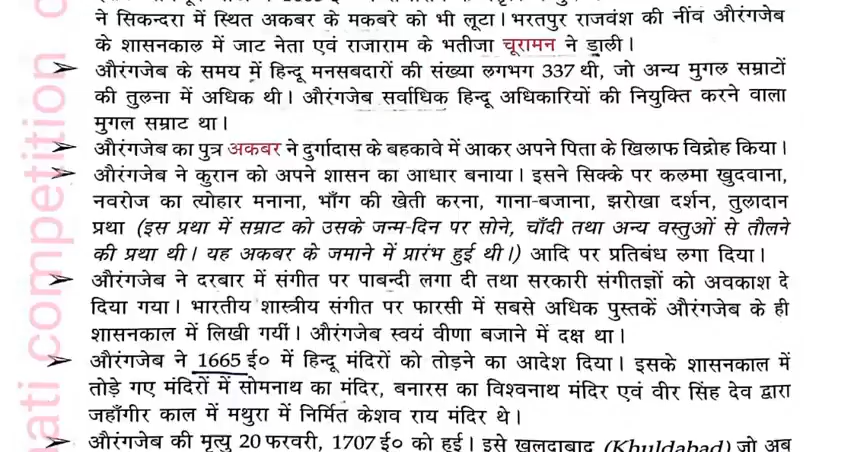 ने सिकन्दरा में स्थित अकबर के मकबरे को भी लूटा। भरतपुर राजवंश की नींव औरंगजेब
के शासनकाल में जाट नेता एवं राजाराम के भतीजा चूरामन ने डाली।
➢ औरंगजेब के समय में हिन्दू मनसबदारों की संख्या लगभग 337 थी, जो अन्य मुगल सम्राटों
की तुलना में अधिक थी। औरंगजेब सर्वाधिक हिन्दू अधिकारियों की नियुक्ति करने वाला
मुगल सम्राट था।
➢ औरंगजेब का पुत्र अकबर ने दुर्गादास के बहकावे में आकर अपने पिता के खिलाफ विद्रोह किया।
➢ औरंगजेब ने कुरान को अपने शासन का आधार बनाया। इसने सिक्के पर कलमा खुदवाना,
नवरोज का त्योहार मनाना, भाँग की खेती करना, गाना-बजाना, झरोखा दर्शन, तुलादान
प्रथा (इस प्रथा में सम्राट को उसके जन्म-दिन पर सोने, चाँदी तथा अन्य वस्तुओं से तौलने
की प्रथा थी। यह अकबर के जमाने में प्रारंभ हुई थी।) आदि पर प्रतिबंध लगा दिया।
➢ औरंगजेब ने दरबार में संगीत पर पाबन्दी लगा दी तथा सरकारी संगीतज्ञों को अवकाश दे
दिया गया। भारतीय शास्त्रीय संगीत पर फारसी में सबसे अधिक पुस्तकें औरंगजेब के ही
शासनकाल में लिखी गयीं। औरंगजेब स्वयं वीणा बजाने में दक्ष था।
➢ औरंगजेब ने 1665 ई० में हिन्दू मंदिरों को तोड़ने का आदेश दिया। इसके शासनकाल में
तोड़े गए मंदिरों में सोमनाथ का मंदिर, बनारस का विश्वनाथ मंदिर एवं वीर सिंह देव द्वारा
जहाँगीर काल में मथुरा में निर्मित केशव राय मंदिर थे।
➢ औरंगजेब की मृत्यु 20 फरवरी, 1707 ई० को हुई। इसे खुलदाबाद (Khuldabad) जो अब
competition